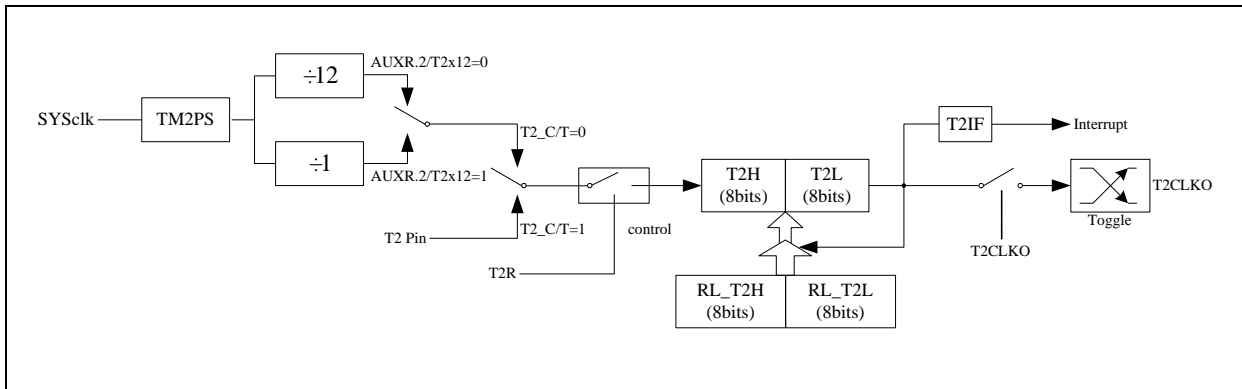 ÷12
AUXR.2/T2x12=0
SYSclk
TM2PS
÷1
AUXR.2/T2x12=1
T2_C/T=0
T2 Pin
T2_C/T=1
control
T2R
T2H
(8bits)
T2L
(8bits)
RL_T2H
(8bits)
RL_T2L
(8bits)
T2IF
Interrupt
T2CLKO
Toggle
T2CLKO